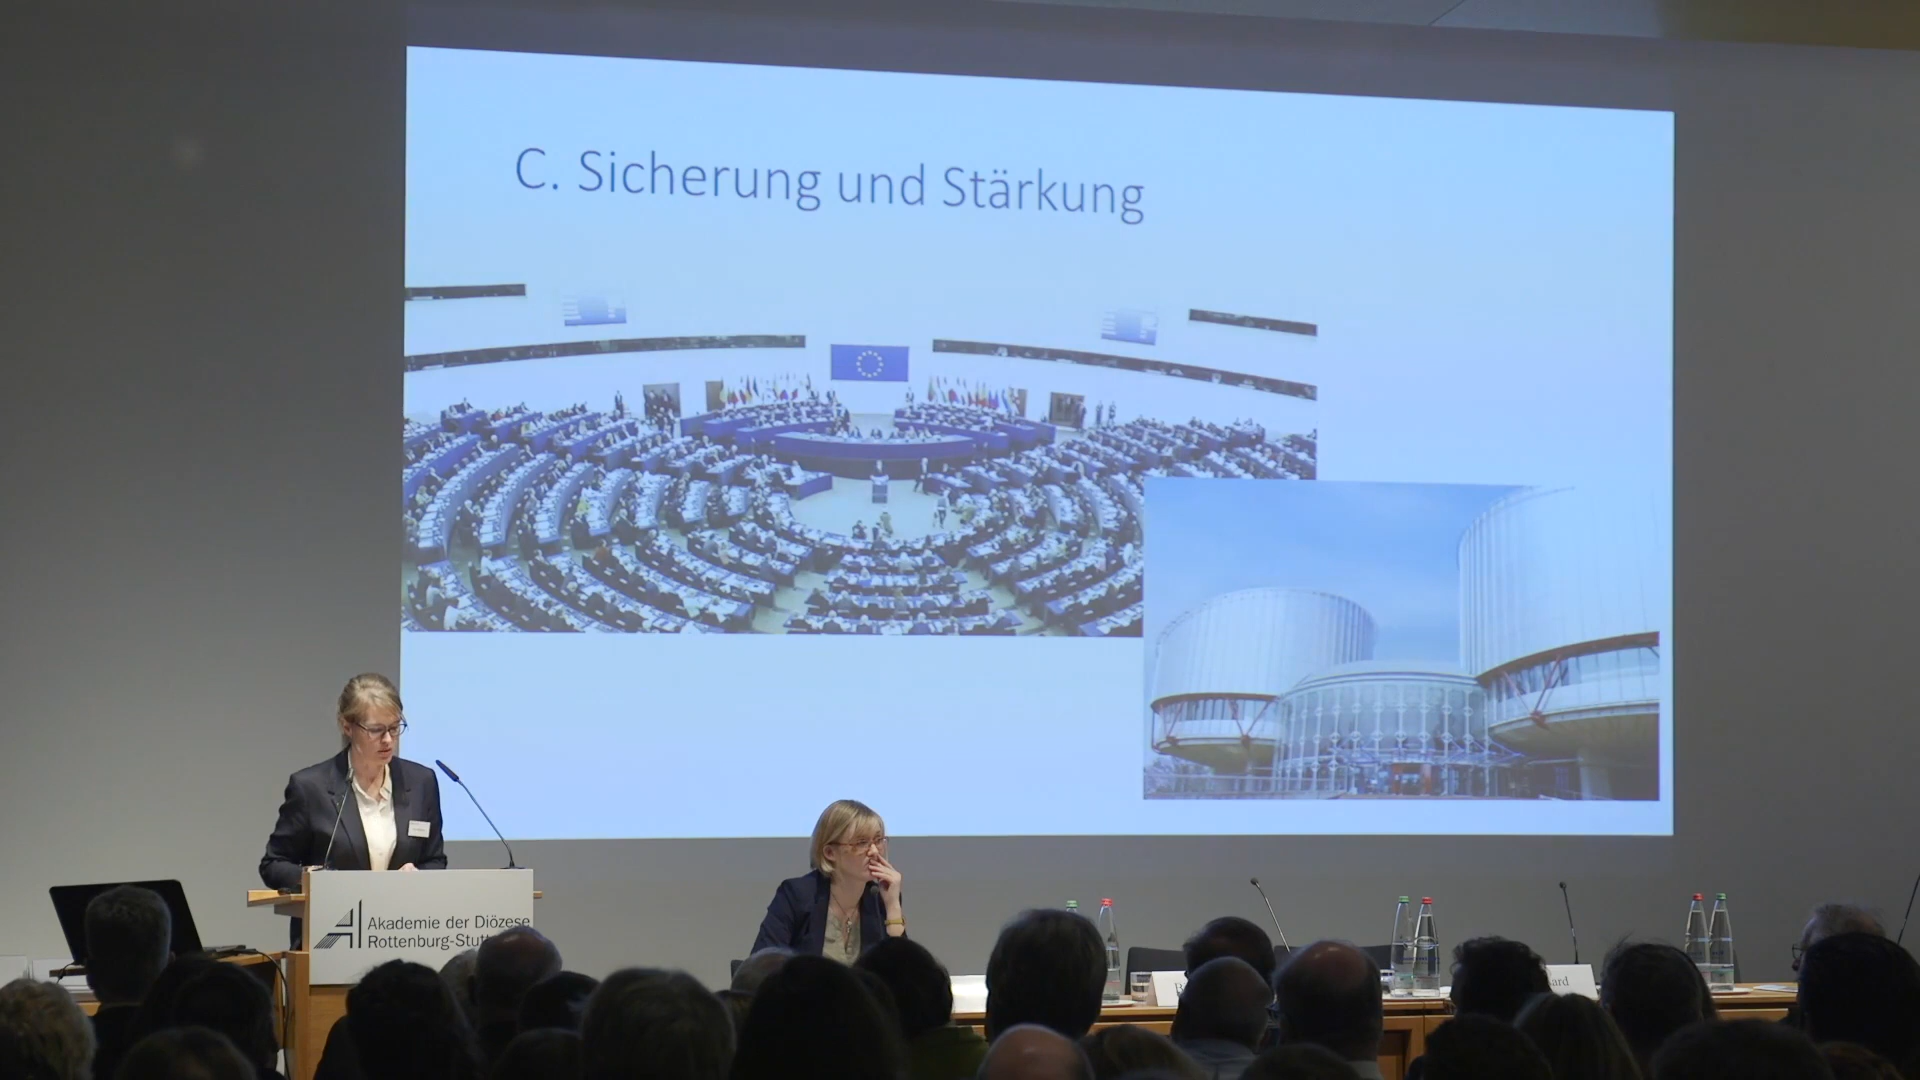 C. Sicherung und Stärkung
Akademie der Diözese
Rottenburg-Stutt